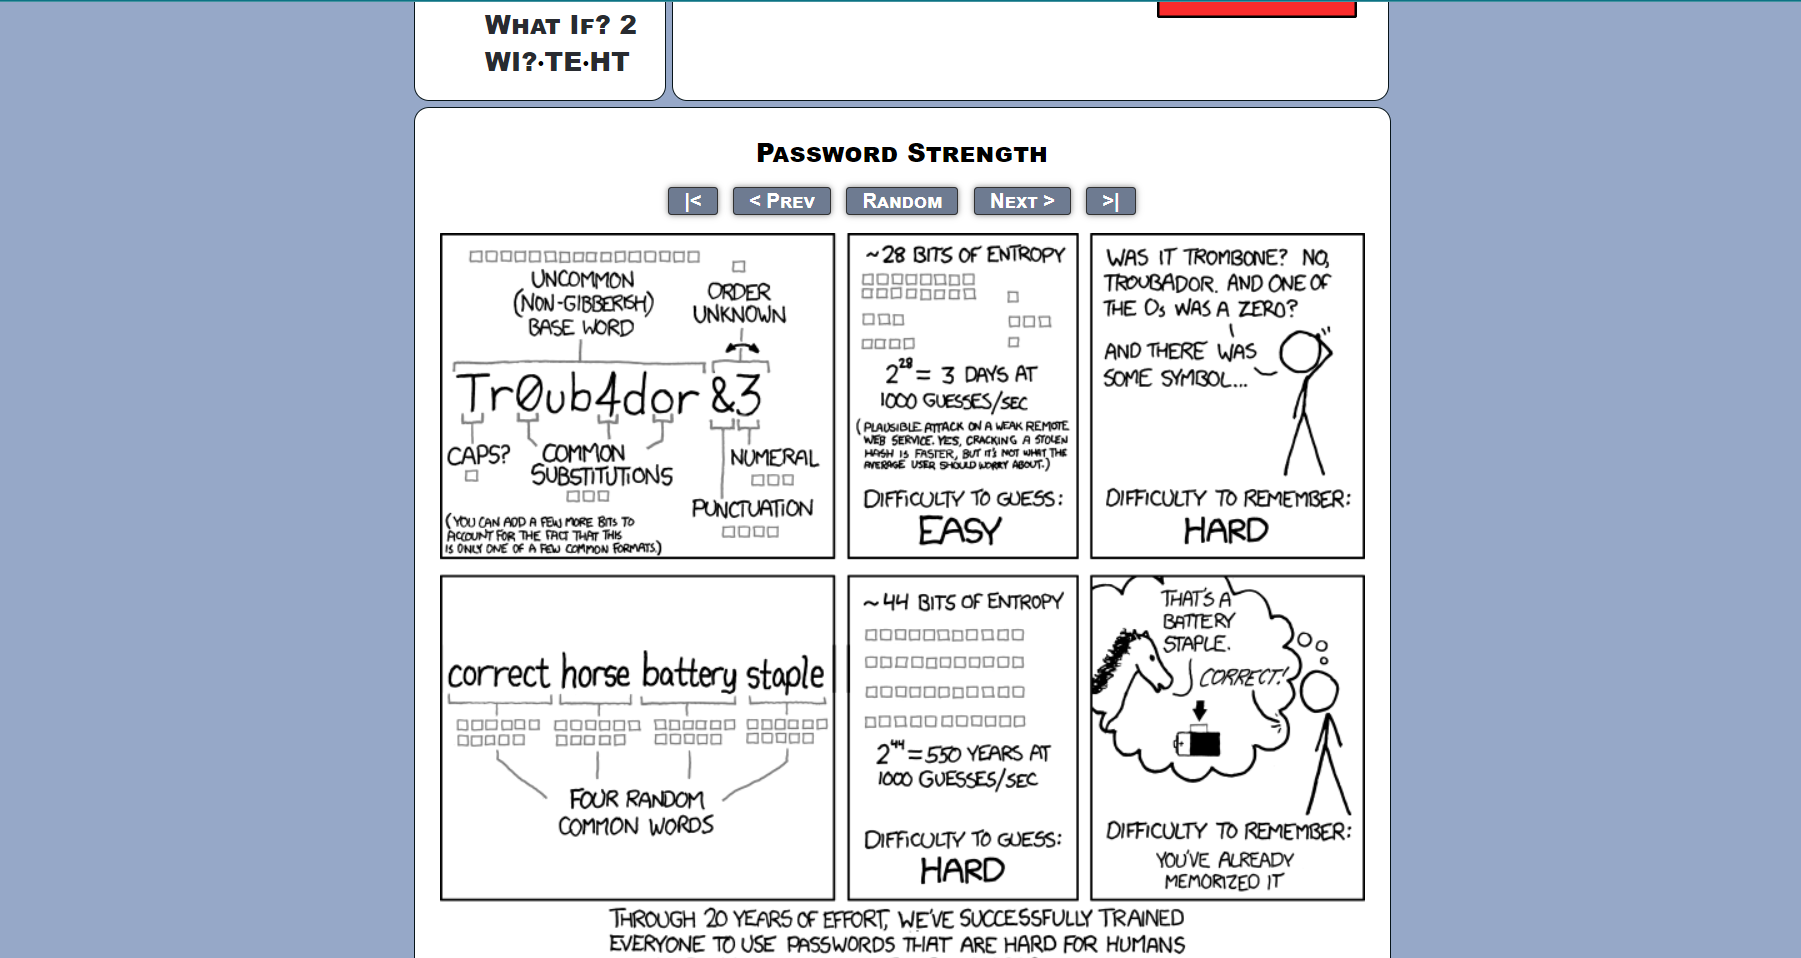 What If? 2
WI?·TE·HT
Password Strength
|<
< Prev
Random
Next >
>|
UNCOMMON
(NON-GIBBERISH)
BASE WORD
ORDER
UNKNOWN
Tr0ub4dor &3
CAPS?
COMMON
SUBSTITUTIONS
NUMERAL
PUNCTUATION
(YOU CAN ADD A FEW MORE BITS TO
ACCOUNT FOR THE FACT THAT THIS
IS ONLY ONE OF A FEW COMMON FORMATS.)
~28 BITS OF ENTROPY
2^28 = 3 DAYS AT
1000 GUESSES/SEC
(PLAUSIBLE ATTACK ON A WEAK REMOTE
WEB SERVICE. YES, CRACKING A STOLEN
HASH IS FASTER, BUT IT'S NOT WHAT THE
AVERAGE USER SHOULD WORRY ABOUT.)
DIFFICULTY TO GUESS:
EASY
WAS IT TROMBONE? NO,
TROUBADOR. AND ONE OF
THE Os WAS A ZERO?
AND THERE WAS
SOME SYMBOL...
DIFFICULTY TO REMEMBER:
HARD
correct horse battery staple
FOUR RANDOM
COMMON WORDS
~44 BITS OF ENTROPY
2^44 = 550 YEARS AT
1000 GUESSES/SEC
DIFFICULTY TO GUESS:
HARD
THAT'S A
BATTERY
STAPLE.
CORRECT!
+
DIFFICULTY TO REMEMBER:
YOU'VE ALREADY
MEMORIZED IT
THROUGH 20 YEARS OF EFFORT, WE'VE SUCCESSFULLY TRAINED
EVERYONE TO USE PASSWORDS THAT ARE HARD FOR HUMANS